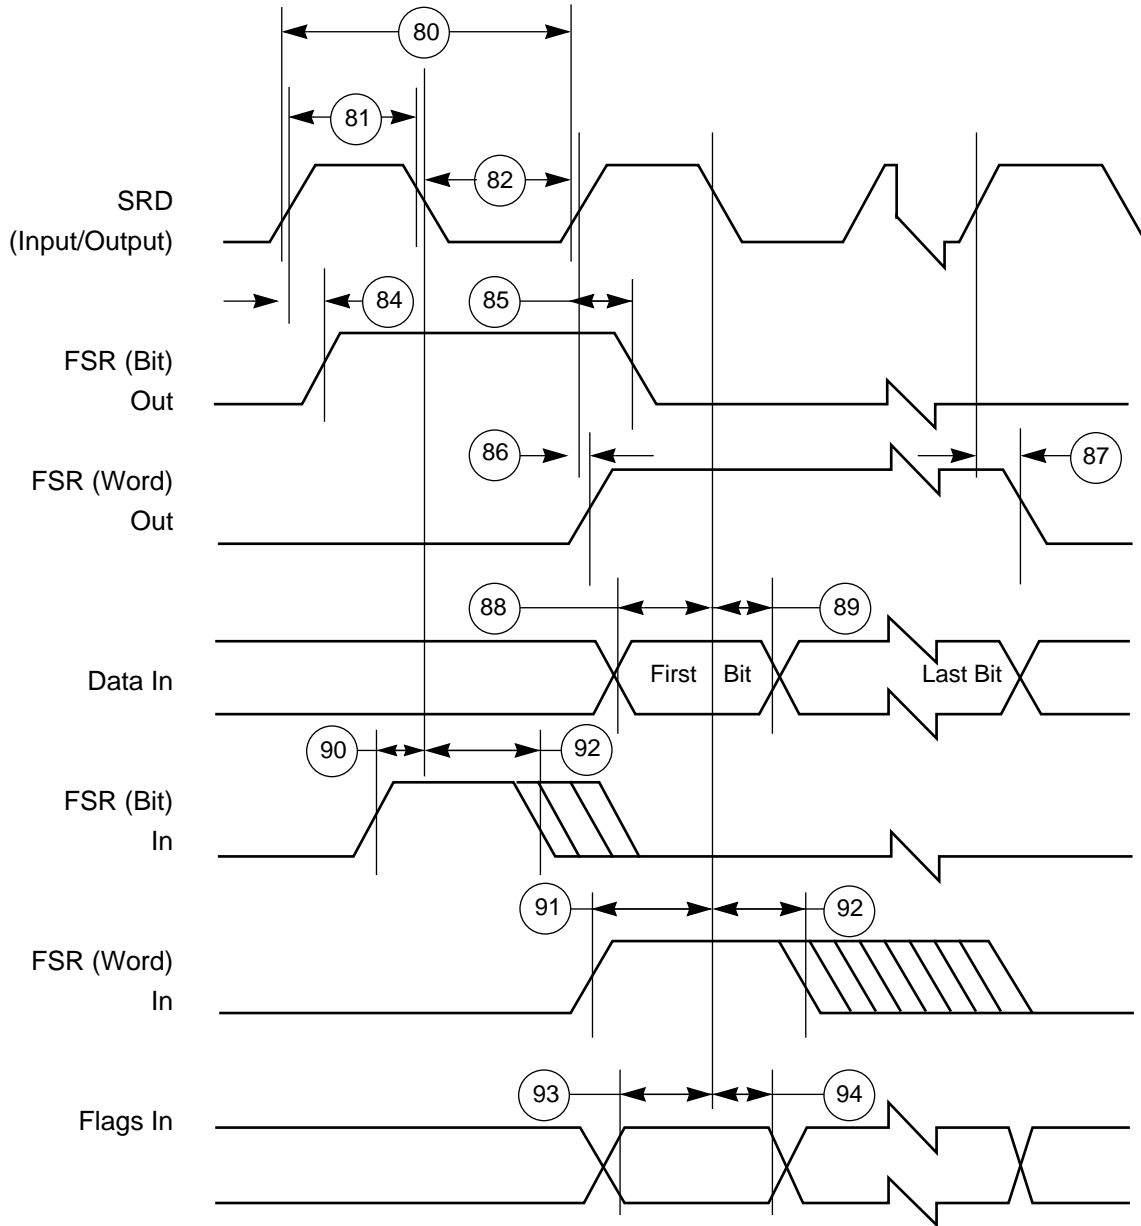 80
81
82
SRD
(Input/Output)
84
85
FSR (Bit)
Out
86
87
FSR (Word)
Out
88
89
Data In
First
Bit
Last Bit
90
92
FSR (Bit)
In
91
92
FSR (Word)
In
93
94
Flags In